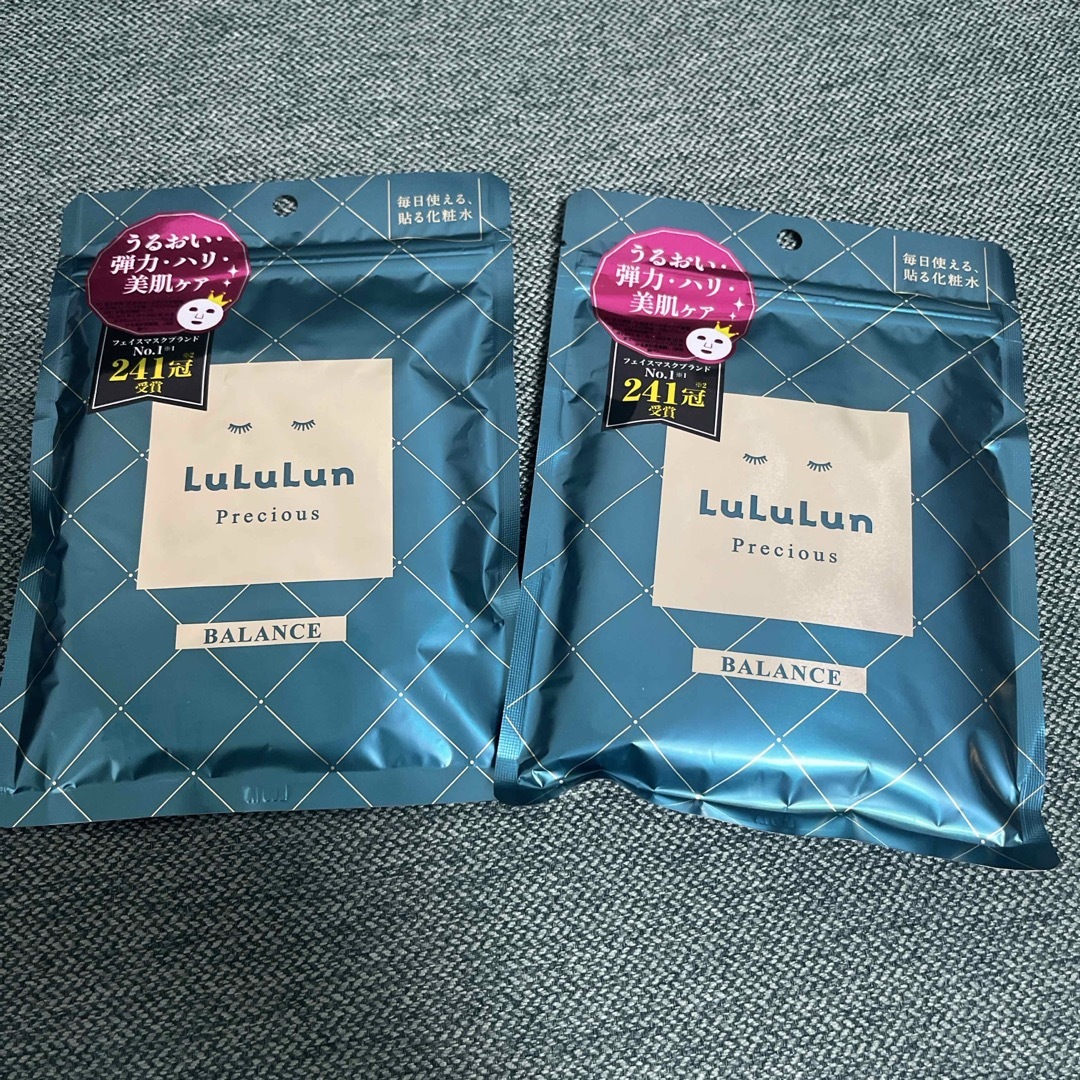 毎日使える、
貼る化粧水
うるおい・
弾力・ハリ・
美肌ケア
フェイスマスクブランド
No.1※1
241冠※2
受賞
LuLuLun
Precious
BALANCE
毎日使える、
貼る化粧水
うるおい・
弾力・ハリ・
美肌ケア
フェイスマスクブランド
No.1※1
241冠※2
受賞
LuLuLun
Precious
BALANCE